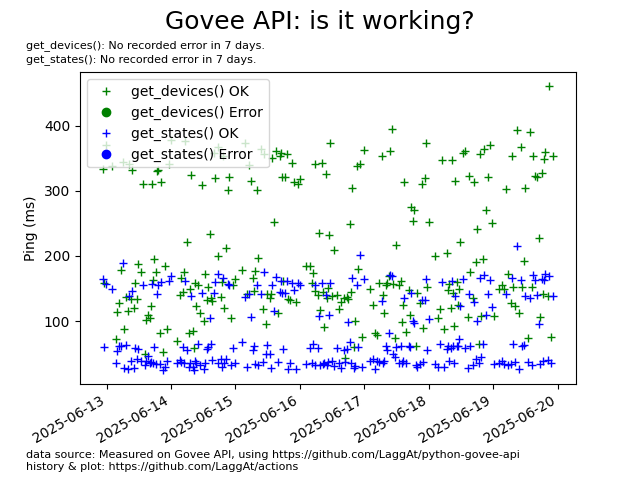 Govee API: is it working?
get_devices(): No recorded error in 7 days.
get_states(): No recorded error in 7 days.
get_devices() OK
get_devices() Error
get_states() OK
get_states() Error
Ping (ms)
400
300
200
100
2025-06-13
2025-06-14
2025-06-15
2025-06-16
2025-06-17
2025-06-18
2025-06-19
2025-06-20
data source: Measured on Govee API, using https://github.com/LaggAt/python-govee-api
history & plot: https://github.com/LaggAt/actions